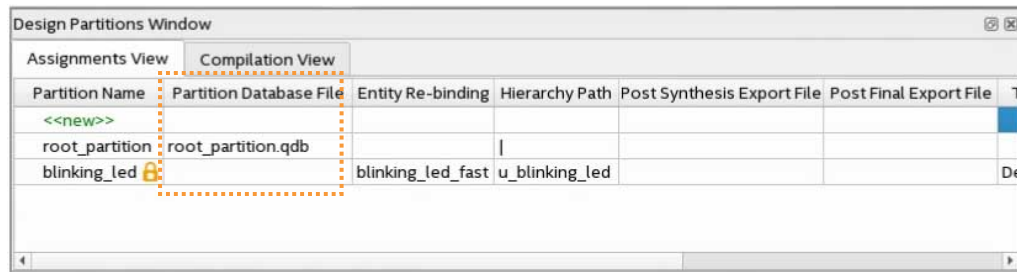 Design Partitions Window
Assignments View Compilation View
Partition Name Partition Database File Entity Re-binding Hierarchy Path Post Synthesis Export File Post Final Export File T
<<new>>
root_partition root_partition.qdb |
blinking_led blinking_led_fast u_blinking_led De